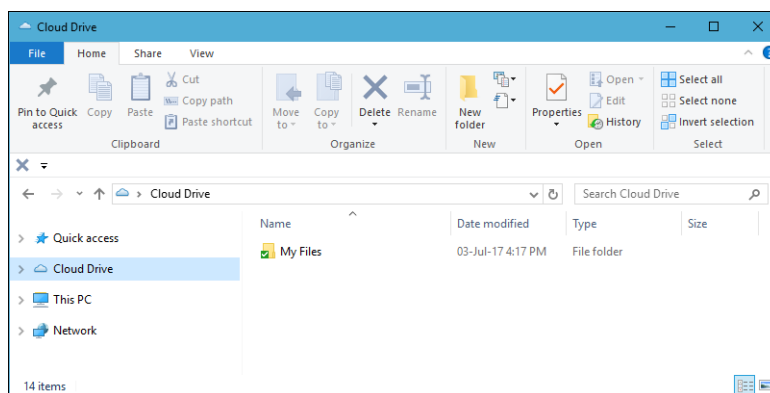 Cloud Drive
File Home Share View
Pin to Quick access
Copy
Paste
Cut
Copy path
Paste shortcut
Clipboard
Move to
Copy to
Delete
Rename
Organize
New folder
New
Properties
Open
Edit
History
Open
Select all
Select none
Invert selection
Select
Cloud Drive
Search Cloud Drive
Quick access
Cloud Drive
This PC
Network
Name Date modified Type Size
My Files 03-Jul-17 4:17 PM File folder
14 items